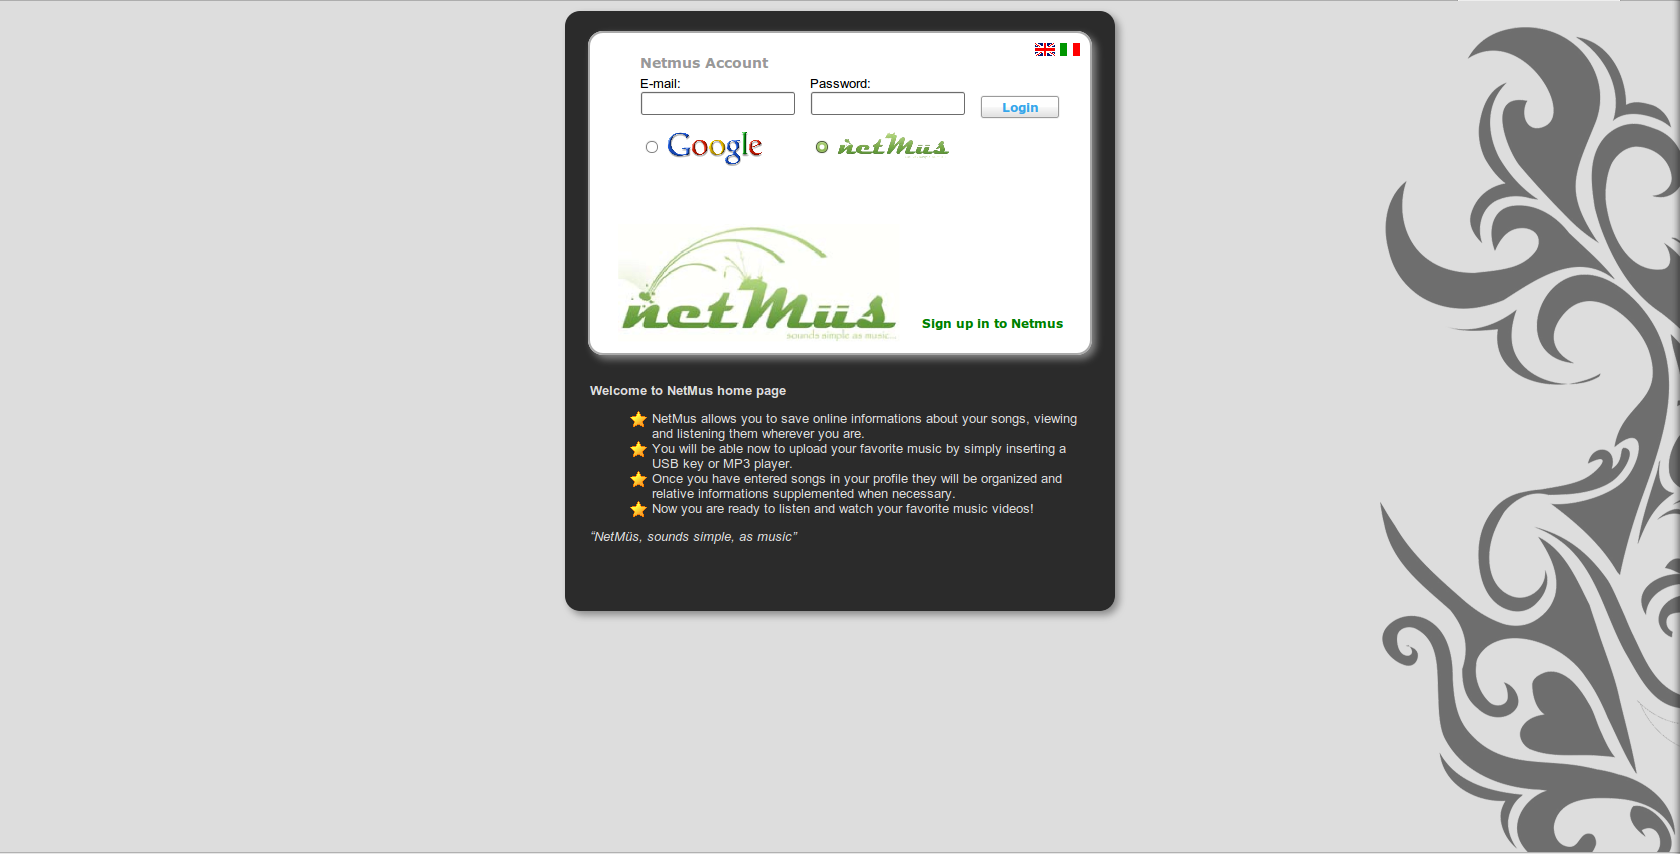 Netmus Account
E-mail:
Password:
Login
Google
netMüs
netMüs
sounds simple as music...
Sign up in to Netmus
Welcome to NetMus home page
NetMus allows you to save online informations about your songs, viewing
and listening them wherever you are.
You will be able now to upload your favorite music by simply inserting a
USB key or MP3 player.
Once you have entered songs in your profile they will be organized and
relative informations supplemented when necessary.
Now you are ready to listen and watch your favorite music videos!
“NetMüs, sounds simple, as music”